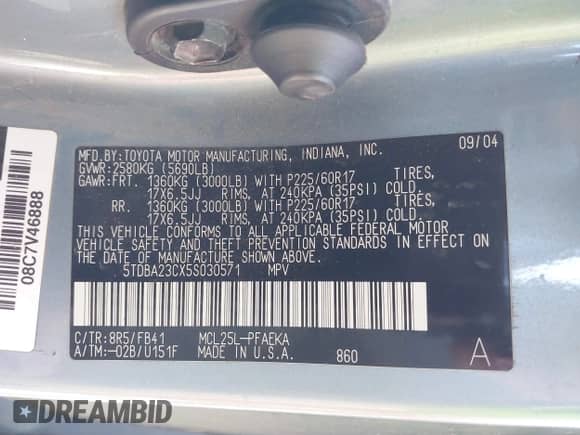 MFD.BY:TOYOTA MOTOR MANUFACTURING, INDIANA, INC. 09/04
GVWR:2580KG (5690LB)
GAWR:FRT. 1360KG (3000LB) WITH P225/60R17 TIRES,
17X6.5JJ RIMS, AT 240KPA (35PSI) COLD.
RR. 1360KG (3000LB) WITH P225/60R17 TIRES,
17X6.5JJ RIMS, AT 240KPA (35PSI) COLD.
THIS VEHICLE CONFORMS TO ALL APPLICABLE FEDERAL MOTOR
VEHICLE SAFETY AND THEFT PREVENTION STANDARDS IN EFFECT ON
THE DATE OF MANUFACTURE SHOWN ABOVE.
5TDBA23CX5S030571 MPV
C/TR:8R5/FB41 MCL25L-PFAEKA
A/TM:-02B/U151F MADE IN U.S.A. 860 A
08C7V46888
DREAMBID